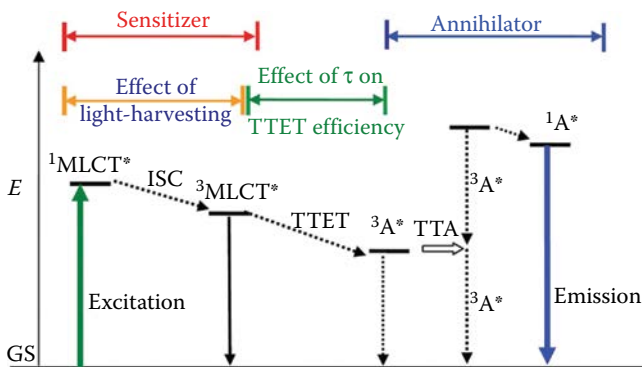 Sensitizer
Annihilator
Effect of
light-harvesting
Effect of τ on
TTET efficiency
E
¹MLCT*
ISC
³MLCT*
TTET
³A*
TTA
³A*
¹A*
Excitation
³A*
Emission
GS